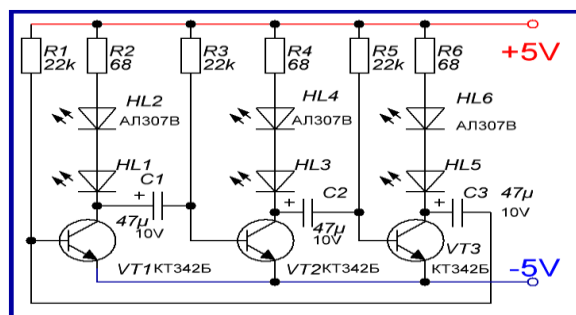 R1
22k
R2
68
R3
22k
R4
68
R5
22k
R6
68
+5V
HL2
АЛ307В
HL4
АЛ307В
HL6
АЛ307В
HL1
C1
+
47µ
10V
HL3
C2
+
47µ
10V
HL5
C3
+
47µ
10V
VT1 КТ342Б
VT2 КТ342Б
VT3
КТ342Б
-5V